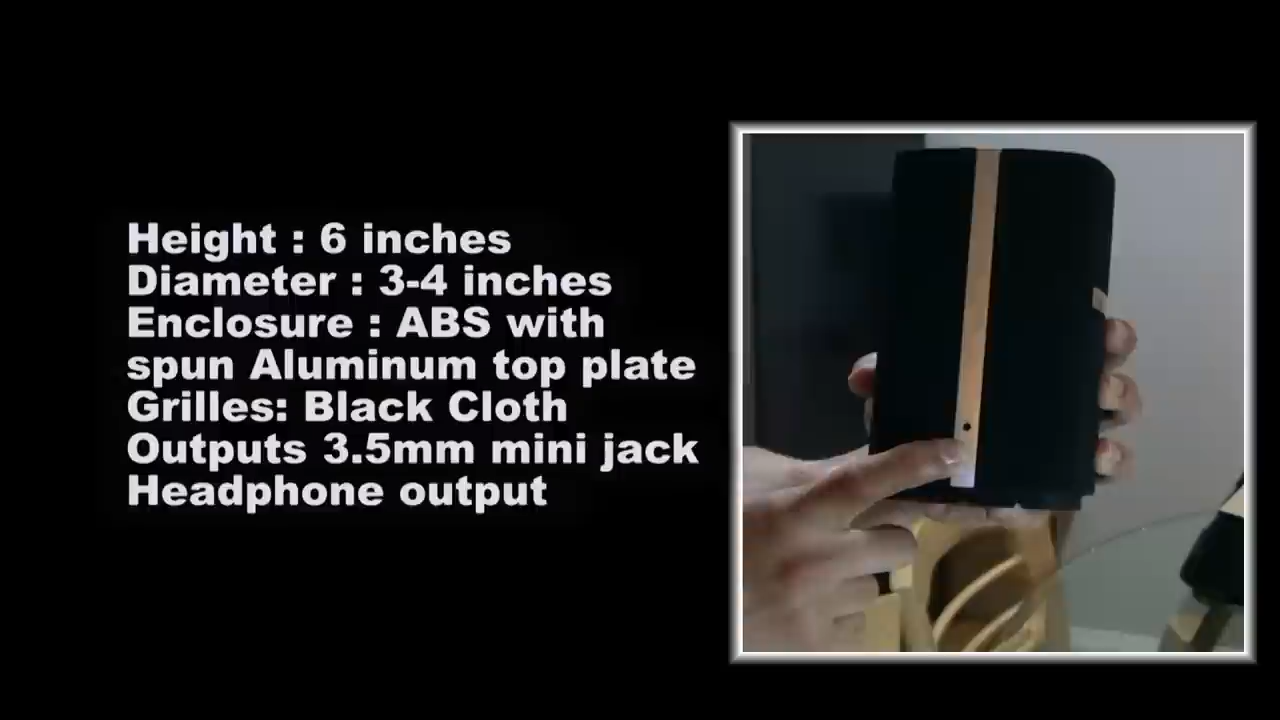 Height : 6 inches
Diameter : 3-4 inches
Enclosure : ABS with
spun Aluminum top plate
Grilles: Black Cloth
Outputs 3.5mm mini jack
Headphone output